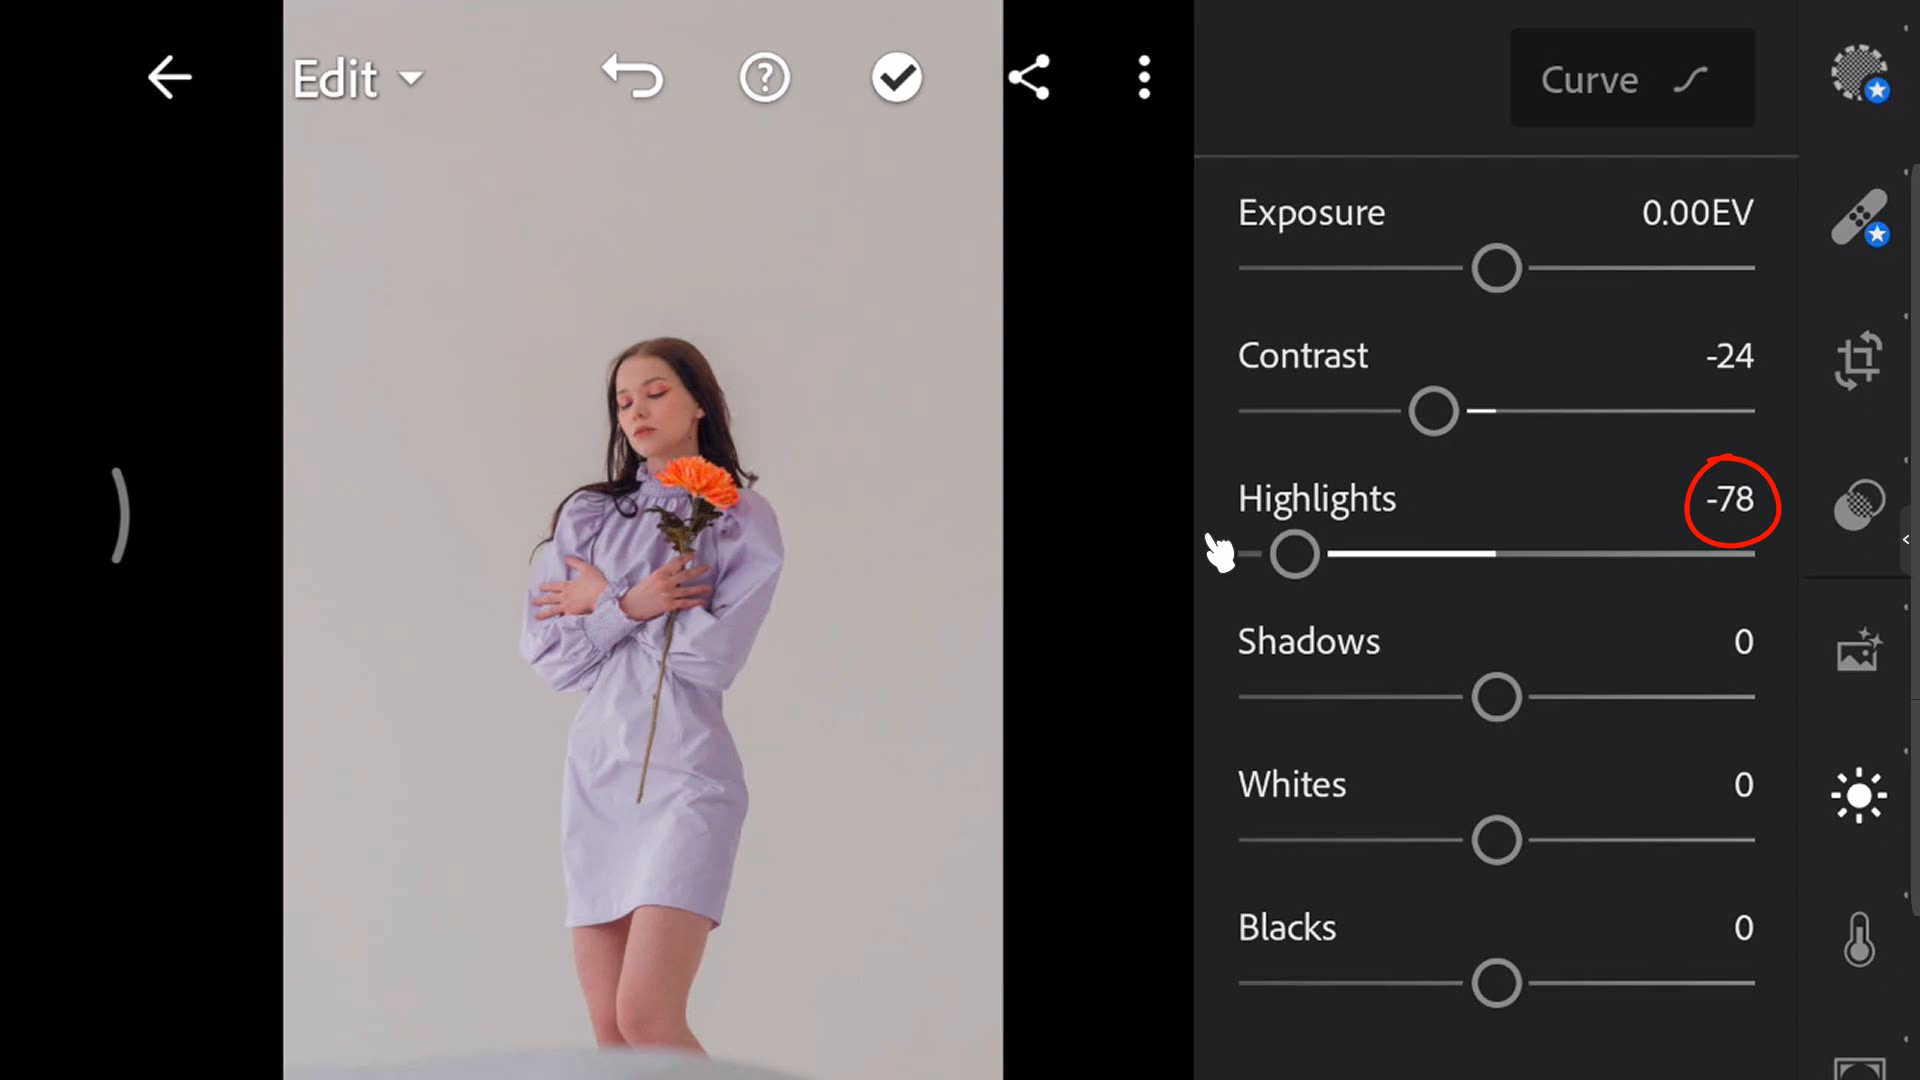 Edit
Curve
Exposure 0.00EV
Contrast -24
Highlights -78
Shadows 0
Whites 0
Blacks 0